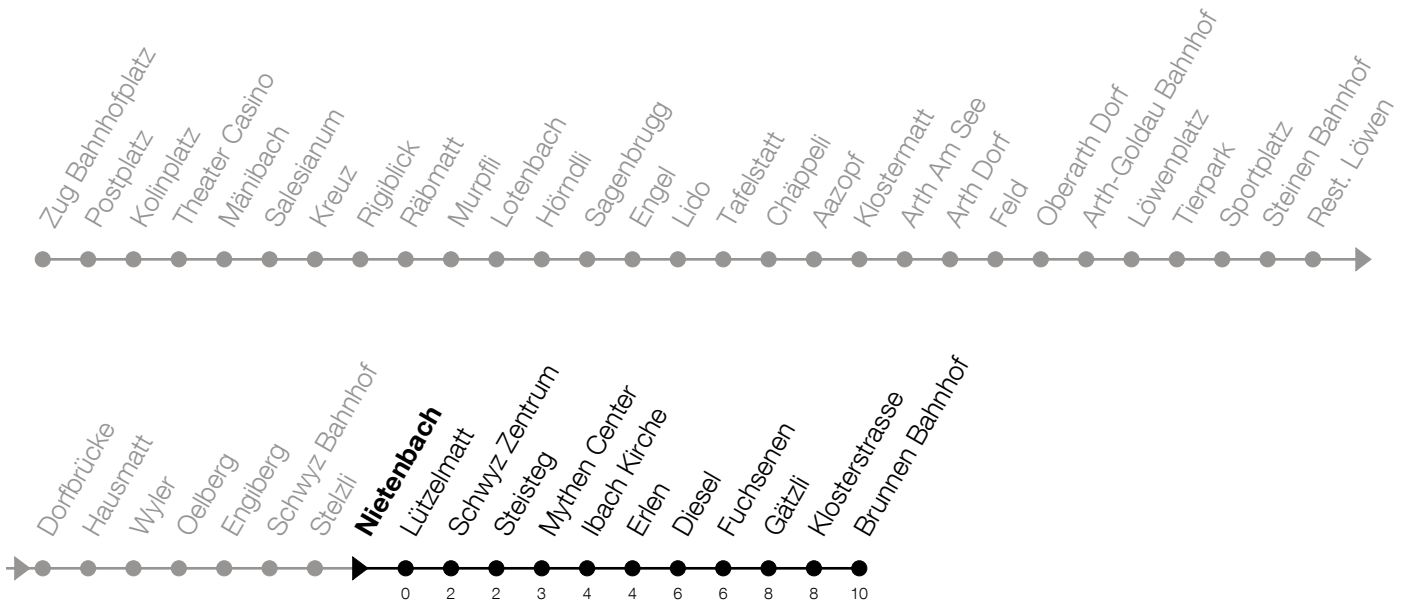 Zug Bahnhofplatz
Postplatz
Kolinplatz
Theater Casino
Mänibach
Salesianum
Kreuz
Rigiblick
Räbmatt
Murpfli
Lotenbach
Hörndli
Sagenbrugg
Engel
Lido
Tafelstatt
Chäppeli
Aazopf
Klostermatt
Arth Am See
Arth Dorf
Feld
Oberarth Dorf
Arth-Goldau Bahnhof
Löwenplatz
Tierpark
Sportplatz
Steinen Bahnhof
Rest. Löwen
Dorfbrücke
Hausmatt
Wyler
Oelberg
Engiberg
Schwyz Bahnhof
Stelzli
Nietenbach
Lützelmatt
Schwyz Zentrum
Steisteg
Mythen Center
Ibach Kirche
Erlen
Diesel
Fuchsenen
Gätzli
Klosterstrasse
Brunnen Bahnhof
0 2 2 3 4 4 6 6 8 8 10